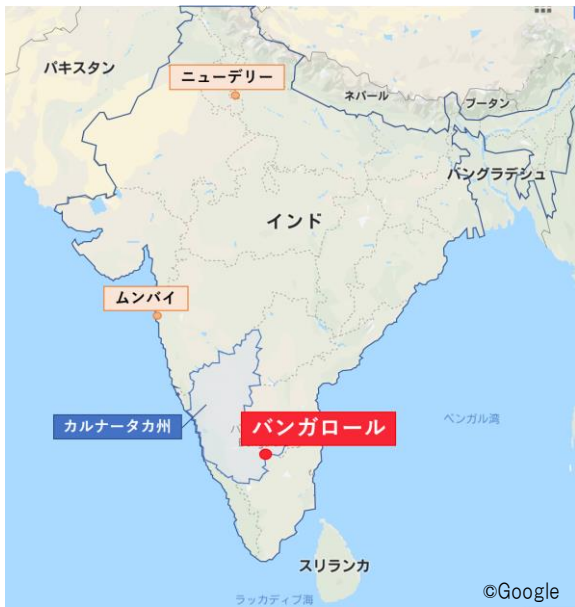 ニューデリー
パキスタン
ネパール
ブータン
バングラデシュ
インド
ムンバイ
カルナータカ州
バンガロール
ベンガル湾
スリランカ
ラッカディブ海
©Google